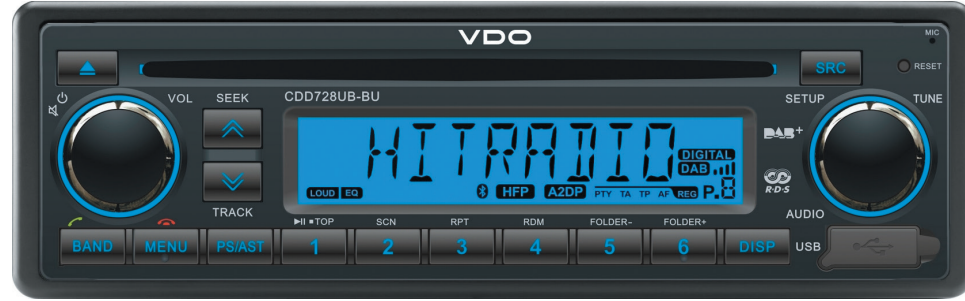 VDO
MIC
SRC
RESET
VOL
SEEK
CDD728UB-BU
SETUP
TUNE
HITRADIO
DIGITAL
DAB
DAB+
LOUD EQ
HFP A2DP
PTY TA TP AF REG P.8
R·D·S
TRACK
AUDIO
TOP SCN RPT RDM FOLDER- FOLDER+
BAND MENU PS/AST 1 2 3 4 5 6 DISP USB